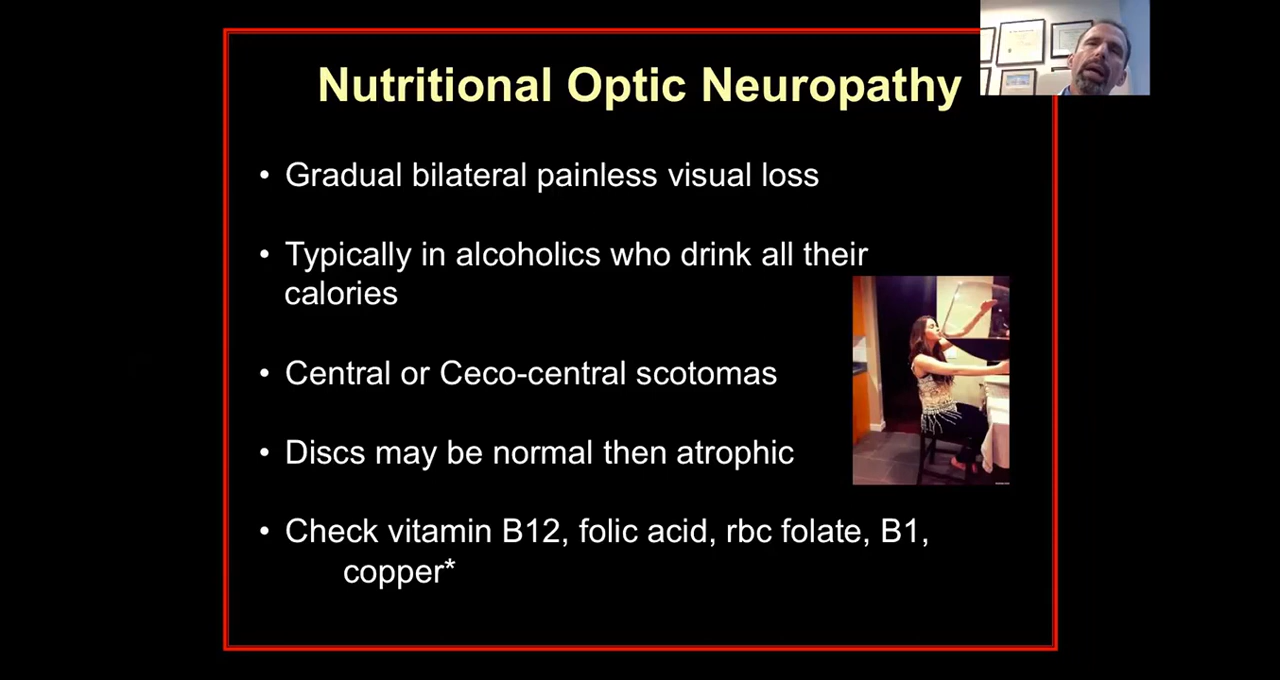 Nutritional Optic Neuropathy
• Gradual bilateral painless visual loss
• Typically in alcoholics who drink all their
calories
• Central or Ceco-central scotomas
• Discs may be normal then atrophic
• Check vitamin B12, folic acid, rbc folate, B1,
copper*